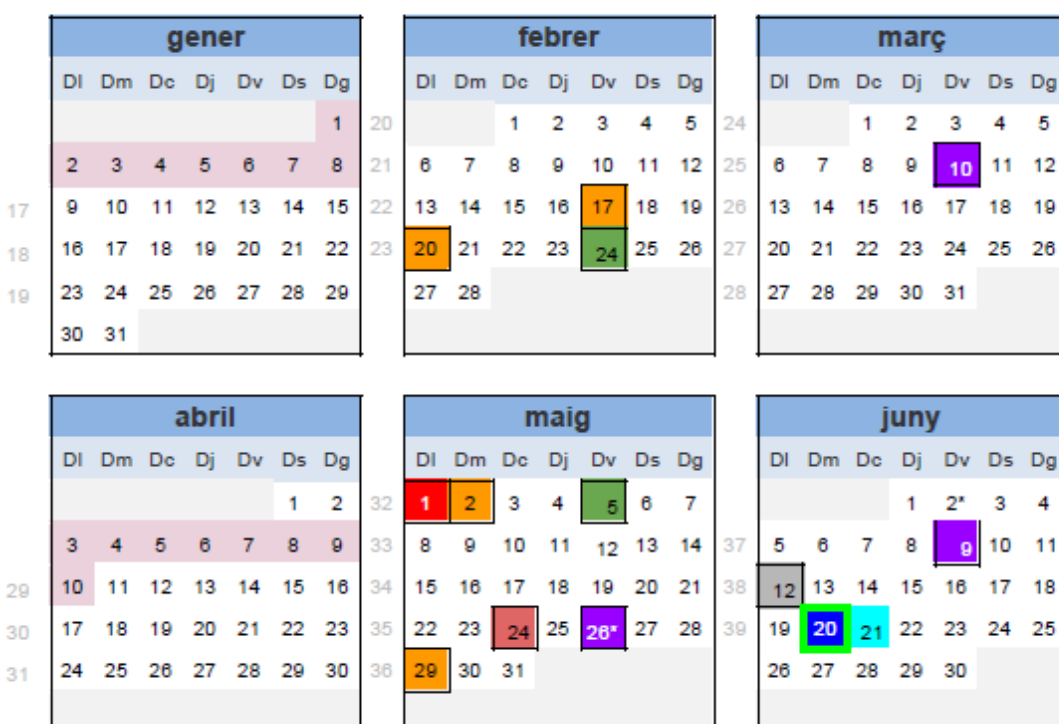 gener febrer març
Dl Dm Dc Dj Dv Ds Dg Dl Dm Dc Dj Dv Ds Dg Dl Dm Dc Dj Dv Ds Dg
1 20 1 2 3 4 5 24 1 2 3 4 5
2 3 4 5 6 7 8 21 6 7 8 9 10 11 12 25 6 7 8 9 10 11 12
17 9 10 11 12 13 14 15 22 13 14 15 16 17 18 19 26 13 14 15 16 17 18 19
18 16 17 18 19 20 21 22 23 20 21 22 23 24 25 26 27 20 21 22 23 24 25 26
19 23 24 25 26 27 28 29 27 28 28 27 28 29 30 31
30 31
abril maig juny
Dl Dm Dc Dj Dv Ds Dg Dl Dm Dc Dj Dv Ds Dg Dl Dm Dc Dj Dv Ds Dg
1 2 32 1 2 3 4 5 6 7 1 2* 3 4
3 4 5 6 7 8 9 33 8 9 10 11 12 13 14 37 5 6 7 8 9 10 11
29 10 11 12 13 14 15 16 34 15 16 17 18 19 20 21 38 12 13 14 15 16 17 18
30 17 18 19 20 21 22 23 35 22 23 24 25 26* 27 28 39 19 20 21 22 23 24 25
31 24 25 26 27 28 29 30 36 29 30 31 26 27 28 29 30